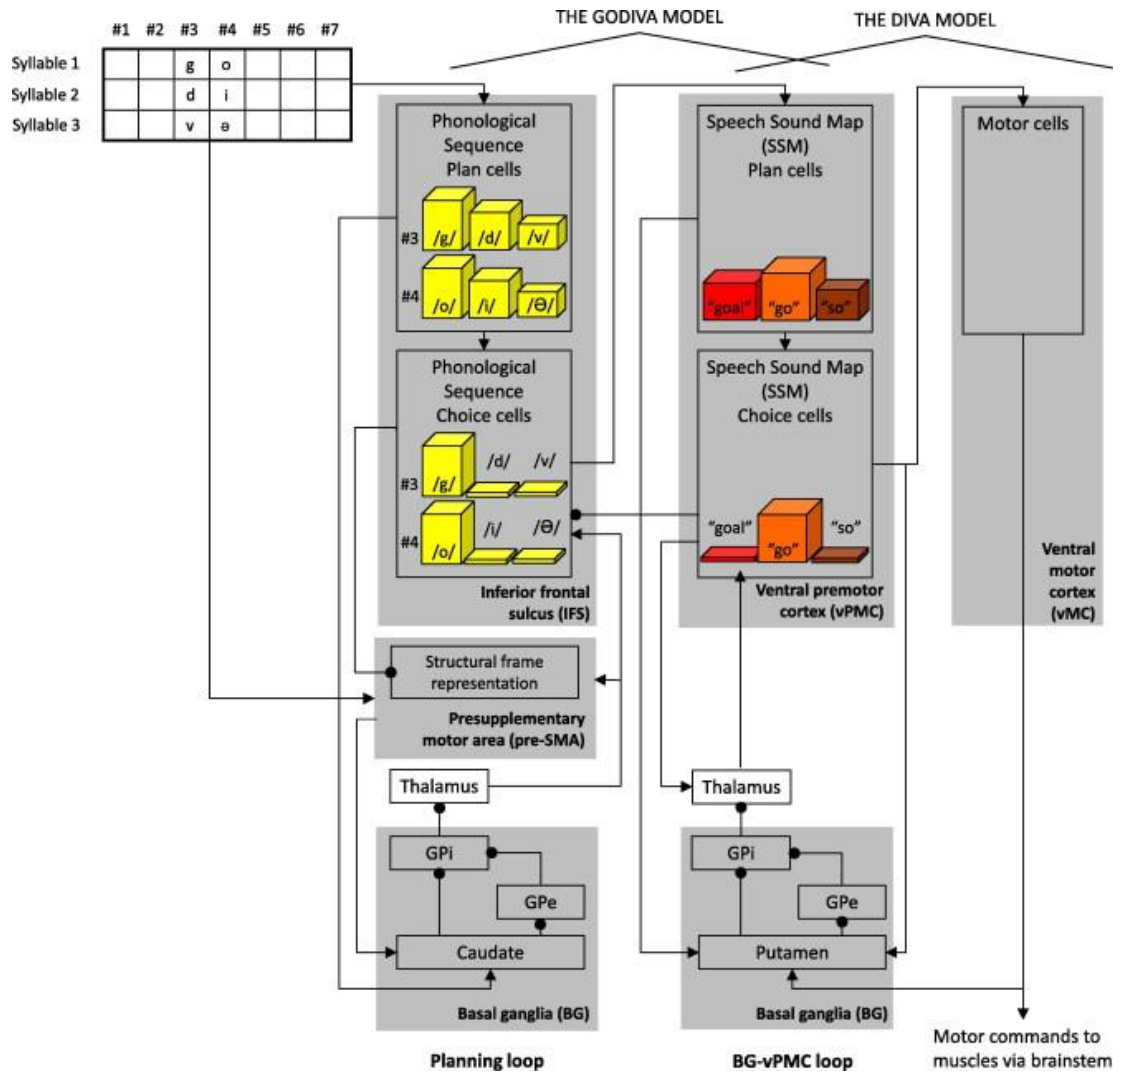 THE GODIVA MODEL
THE DIVA MODEL
#1 #2 #3 #4 #5 #6 #7
Syllable 1 g o
Syllable 2 d i
Syllable 3 v ə
Phonological
Sequence
Plan cells
#3 /g/ /d/ /v/
#4 /o/ /i/ /Ə/
Phonological
Sequence
Choice cells
/d/ /v/
#3 /g/
/i/ /Ə/
#4 /o/
Inferior frontal
sulcus (IFS)
Structural frame
representation
Presupplementary
motor area (pre-SMA)
Thalamus
GPi
GPe
Caudate
Basal ganglia (BG)
Planning loop
Speech Sound Map
(SSM)
Plan cells
"goal" "go" "so"
Speech Sound Map
(SSM)
Choice cells
"goal" "so"
"go"
Ventral premotor
cortex (vPMC)
Thalamus
GPi
GPe
Putamen
Basal ganglia (BG)
BG-vPMC loop
Motor cells
Ventral
motor
cortex
(vMC)
Motor commands to
muscles via brainstem